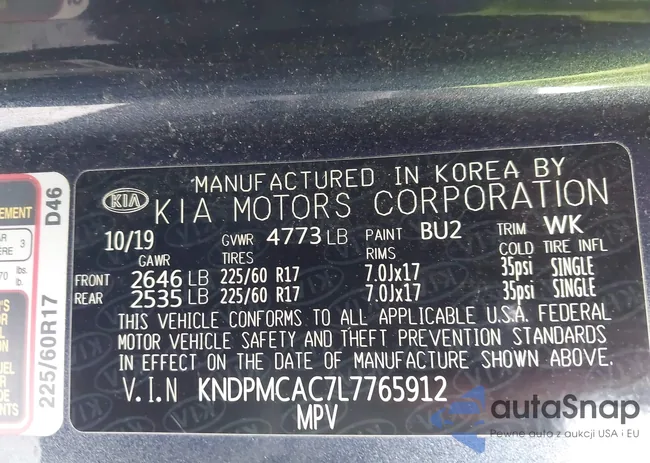 MANUFACTURED IN KOREA BY
KIA KIA MOTORS CORPORATION
10/19 GVWR 4773 LB PAINT BU2 TRIM WK
GAWR TIRES RIMS COLD TIRE INFL
FRONT 2646 LB 225/60 R17 7.0Jx17 35psi SINGLE
REAR 2535 LB 225/60 R17 7.0Jx17 35psi SINGLE
THIS VEHICLE CONFORMS TO ALL APPLICABLE U.S.A. FEDERAL
MOTOR VEHICLE SAFETY AND THEFT PREVENTION STANDARDS
IN EFFECT ON THE DATE OF MANUFACTURE SHOWN ABOVE.
V.I.N KNDPMCAC7L7765912
MPV
225/60R17 D46
3
lbs.
autoSnap
Pewne auto z aukcji USA i EU